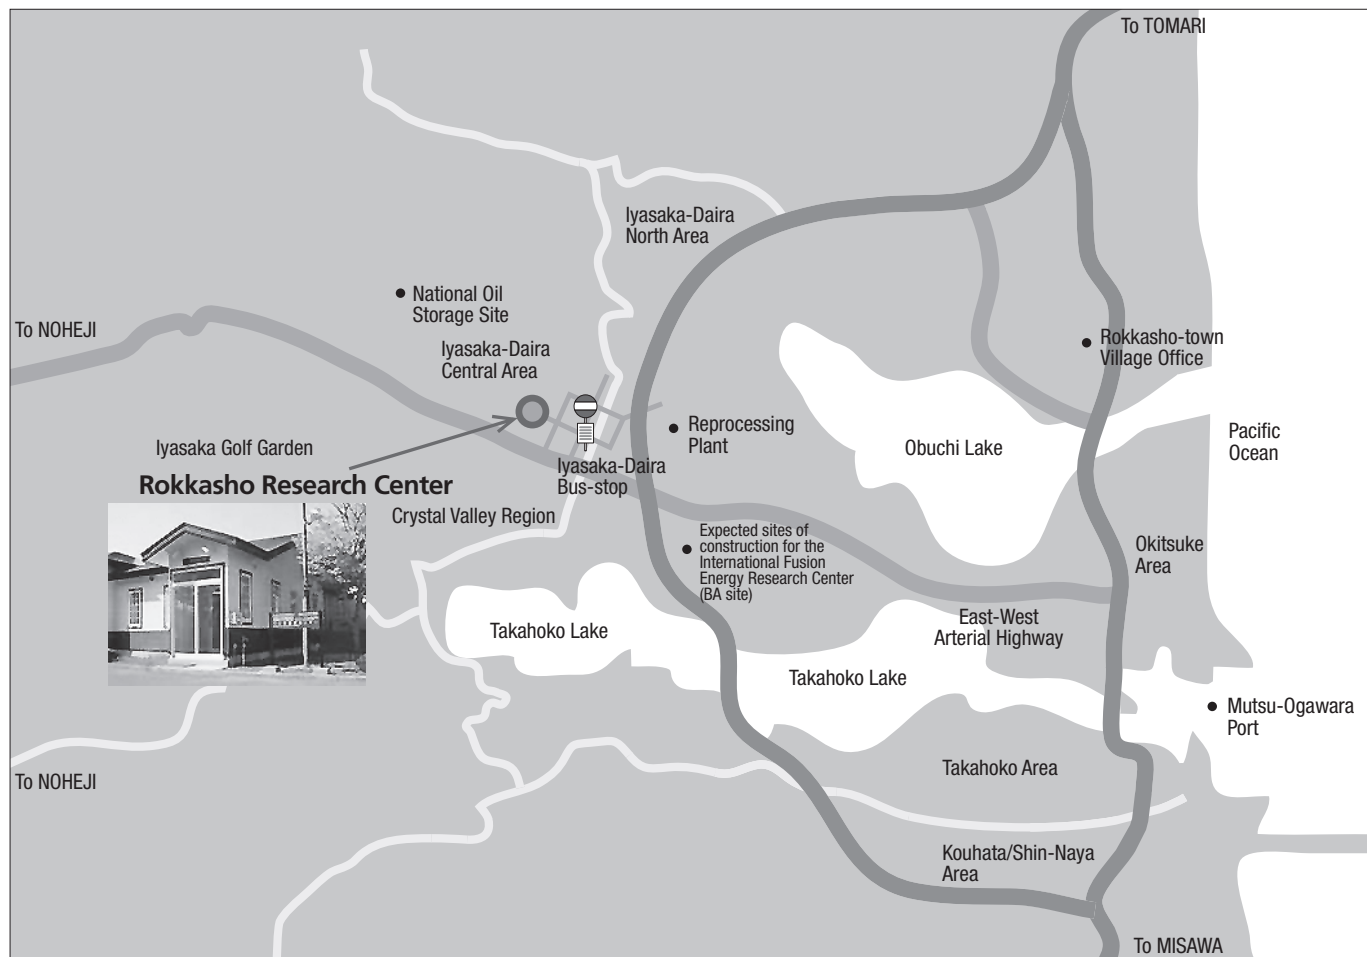 To TOMARI
Iyasaka-Daira
North Area
National Oil
Storage Site
To NOHEJI
Iyasaka-Daira
Central Area
Rokkasho-town
Village Office
Iyasaka Golf Garden
Reprocessing
Plant
Obuchi Lake
Pacific
Ocean
Rokkasho Research Center
Iyasaka-Daira
Bus-stop
Crystal Valley Region
Expected sites of
construction for the
International Fusion
Energy Research Center
(BA site)
Okitsuke
Area
East-West
Arterial Highway
Takahoko Lake
Takahoko Lake
Mutsu-Ogawara
Port
To NOHEJI
Takahoko Area
Kouhata/Shin-Naya
Area
To MISAWA